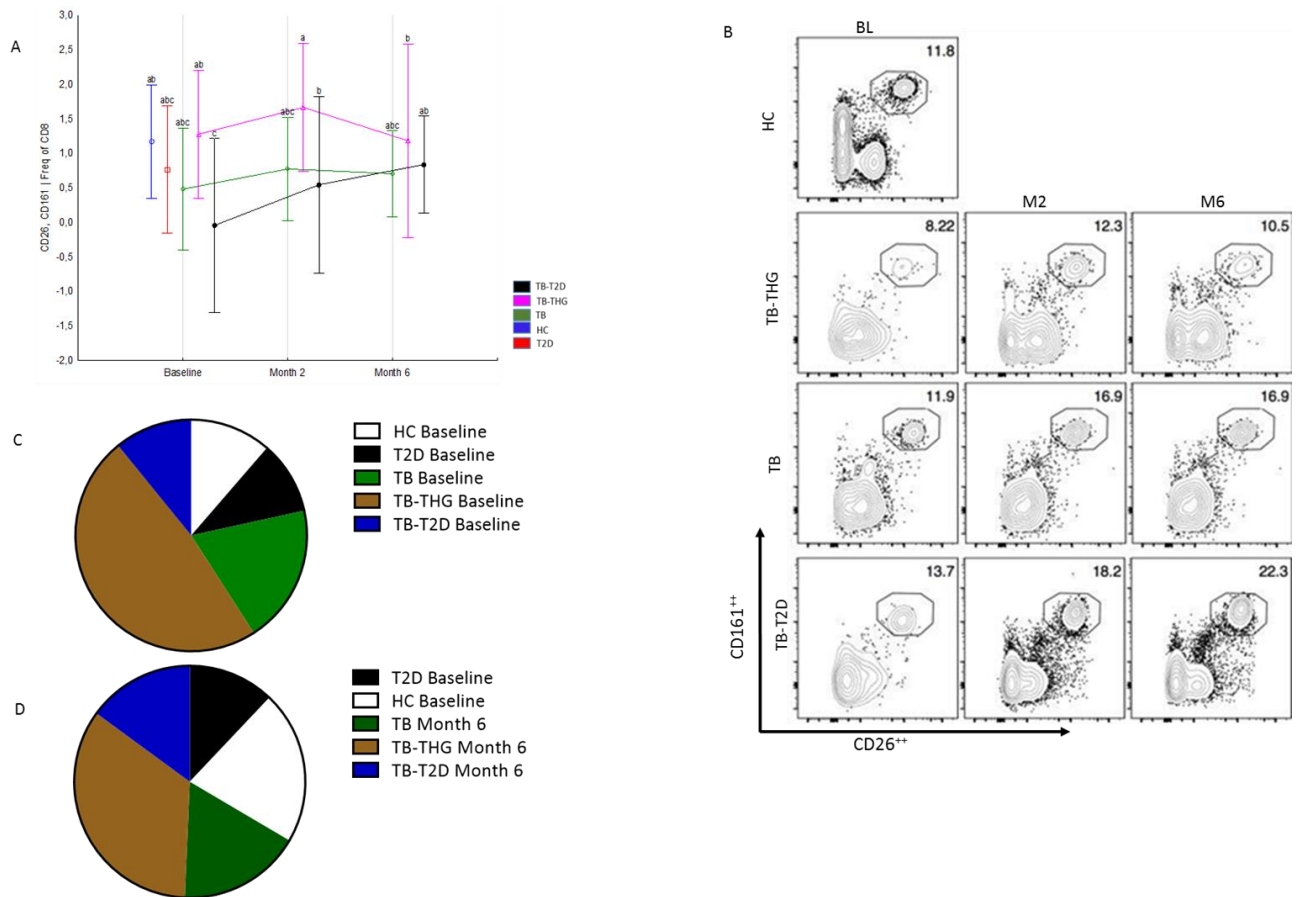 A
CD26, CD161 | Freq of CD8
3,0
2,5
2,0
1,5
1,0
0,5
0,0
-0,5
-1,0
-1,5
-2,0
ab
abc
abc
ab
c
abc
a
b
abc
b
ab
Baseline
Month 2
Month 6
TB-T2D
TB-THG
TB
HC
T2D
B
BL
HC
11.8
M2
M6
TB-THG
8.22
12.3
10.5
TB
11.9
16.9
16.9
TB-T2D
13.7
18.2
22.3
CD161++
CD26++
C
HC Baseline
T2D Baseline
TB Baseline
TB-THG Baseline
TB-T2D Baseline
D
T2D Baseline
HC Baseline
TB Month 6
TB-THG Month 6
TB-T2D Month 6